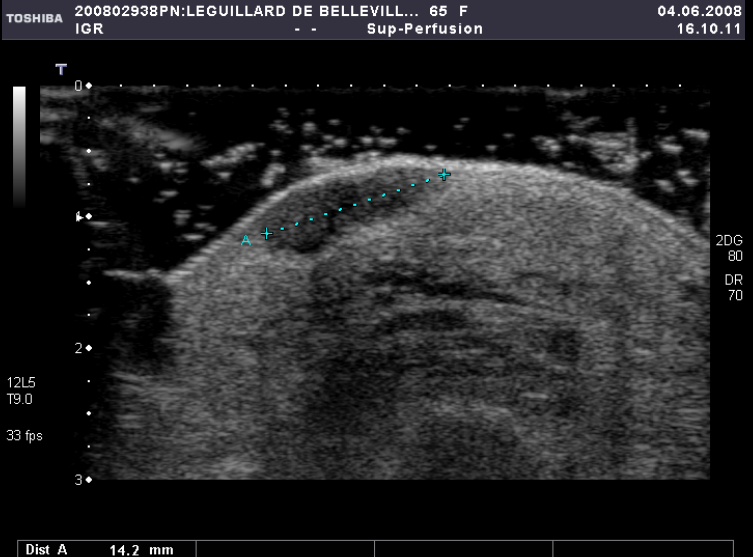 TOSHIBA 200802938PN:LEGUILLARD DE BELLEVILL... 65 F 04.06.2008
IGR - - Sup-Perfusion 16.10.11
T
0
1
A
2DG
80
DR
70
2
12L5
T9.0
33 fps
3
Dist A 14.2 mm